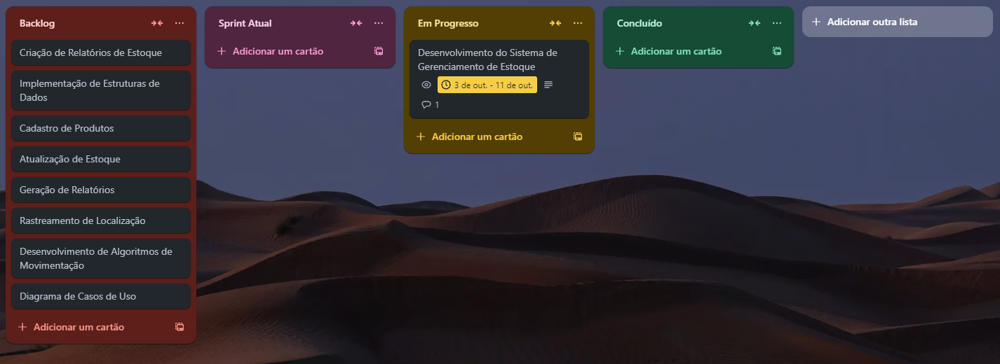 Backlog
Criação de Relatórios de Estoque
Implementação de Estruturas de
Dados
Cadastro de Produtos
Atualização de Estoque
Geração de Relatórios
Rastreamento de Localização
Desenvolvimento de Algoritmos de
Movimentação
Diagrama de Casos de Uso
Adicionar um cartão
Sprint Atual
Adicionar um cartão
Em Progresso
Desenvolvimento do Sistema de
Gerenciamento de Estoque
3 de out. - 11 de out.
1
Adicionar um cartão
Concluído
Adicionar um cartão
Adicionar outra lista